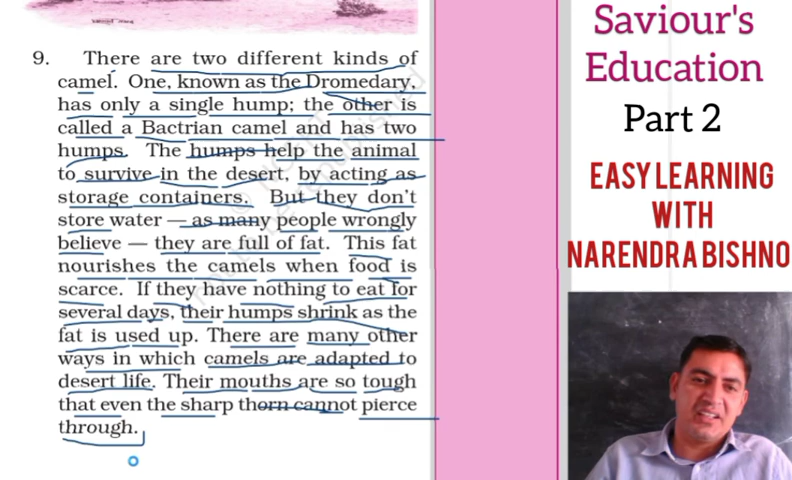 9. There are two different kinds of
camel. One, known as the Dromedary,
has only a single hump; the other is
called a Bactrian camel and has two
humps. The humps help the animal
to survive in the desert, by acting as
storage containers. But they don't
store water — as many people wrongly
believe — they are full of fat. This fat
nourishes the camels when food is
scarce. If they have nothing to eat for
several days, their humps shrink as the
fat is used up. There are many other
ways in which camels are adapted to
desert life. Their mouths are so tough
that even the sharp thorn cannot pierce
through.
Saviour's
Education
Part 2
EASY LEARNING
WITH
NARENDRA BISHNO